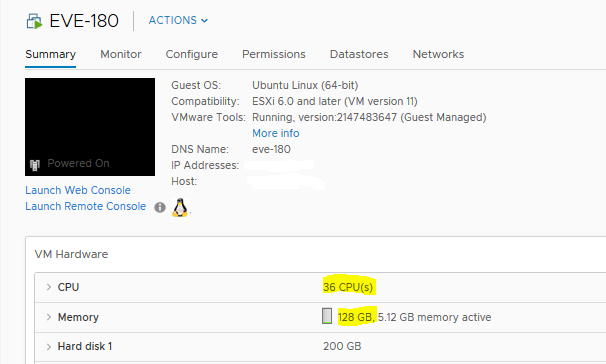 EVE-180 ACTIONS
Summary Monitor Configure Permissions Datastores Networks
Guest OS: Ubuntu Linux (64-bit)
Compatibility: ESXi 6.0 and later (VM version 11)
VMware Tools: Running, version:2147483647 (Guest Managed)
More info
DNS Name: eve-180
IP Addresses:
Host:
Powered On
Launch Web Console
Launch Remote Console
VM Hardware
CPU 36 CPU(s)
Memory 128 GB, 5.12 GB memory active
Hard disk 1 200 GB